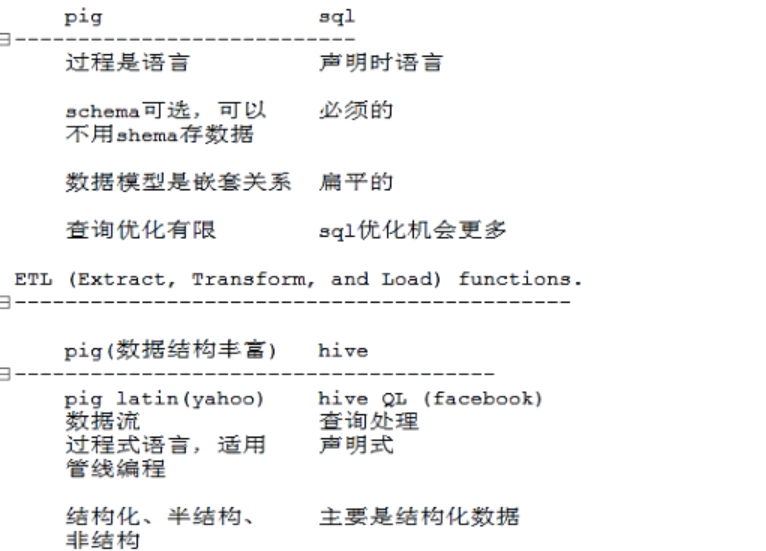 pig sql
---------------------------
过程是语言 声明时语言
schema可选，可以 必须的
不用shema存数据
数据模型是嵌套关系 扁平的
查询优化有限 sql优化机会更多
ETL (Extract, Transform, and Load) functions.
--------------------------------------------
pig(数据结构丰富) hive
--------------------------------------
pig latin(yahoo) hive QL (facebook)
数据流 查询处理
过程式语言，适用 声明式
管线编程
结构化、半结构、 主要是结构化数据
非结构